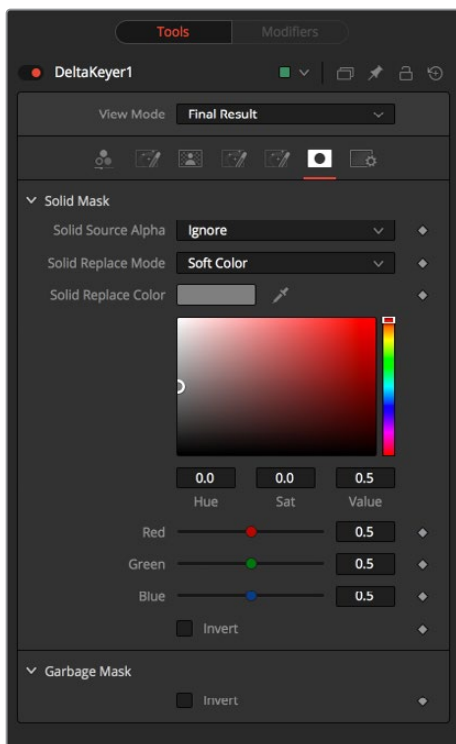 Tools Modifiers
DeltaKeyer1
View Mode Final Result
Solid Mask
Solid Source Alpha Ignore
Solid Replace Mode Soft Color
Solid Replace Color
0.0 0.0 0.5
Hue Sat Value
Red 0.5
Green 0.5
Blue 0.5
Invert
Garbage Mask
Invert